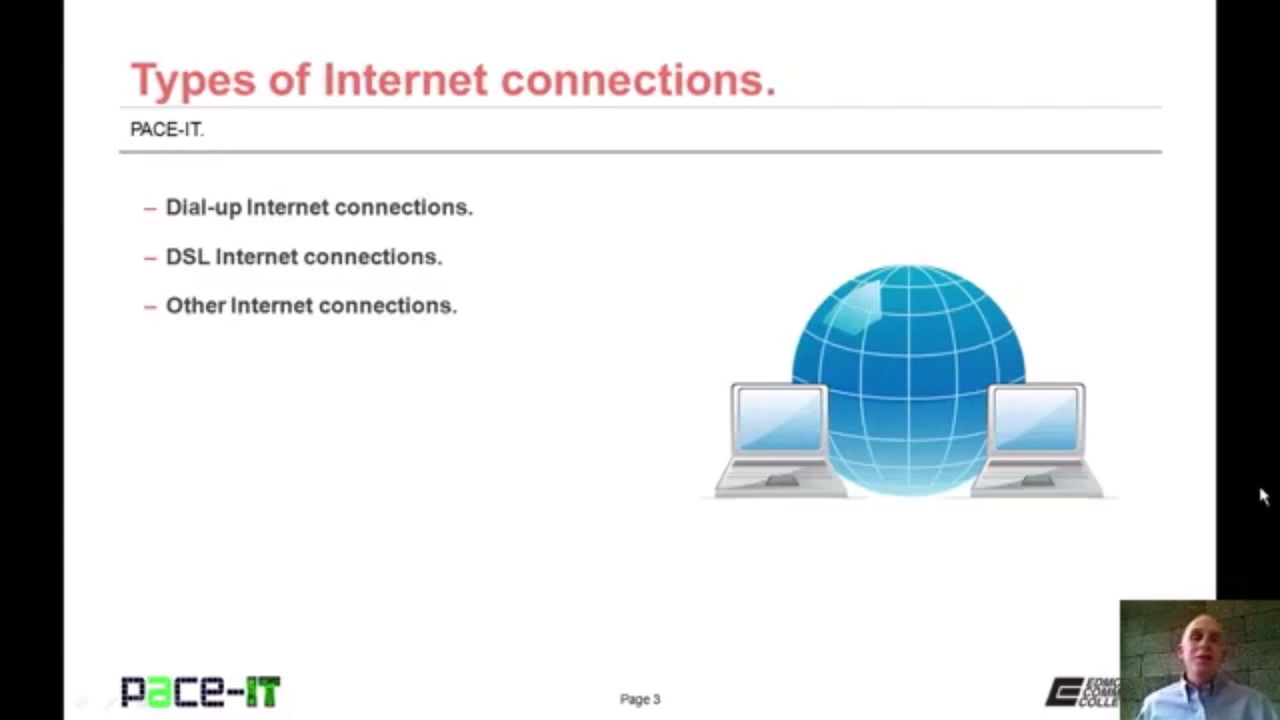 Types of Internet connections.
PACE-IT.
– Dial-up Internet connections.
– DSL Internet connections.
– Other Internet connections.
pace-IT
Page 3